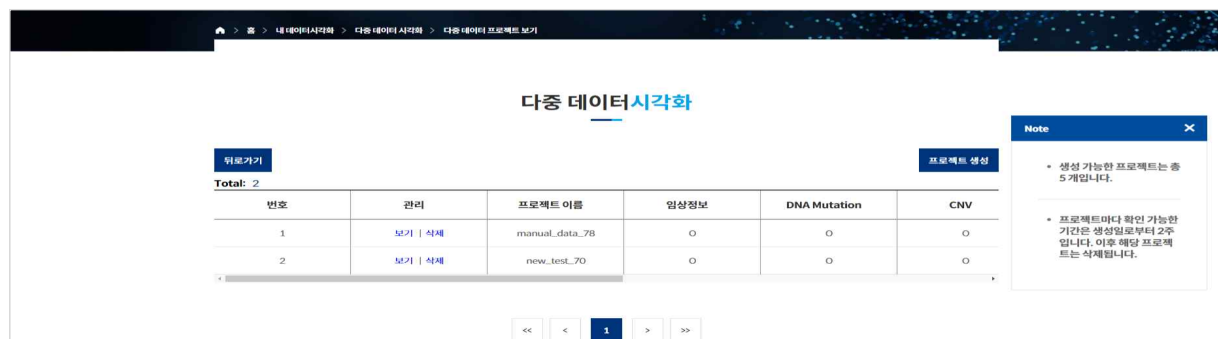 홈 > 내 데이터시각화 > 다중 데이터 시각화 > 다중 데이터 프로젝트 보기
다중 데이터시각화
Note ×
뒤로가기 프로젝트 생성
Total: 2
번호 관리 프로젝트 이름 임상정보 DNA Mutation CNV
1 보기 | 삭제 manual_data_78 O O O
2 보기 | 삭제 new_test_70 O O O
• 생성 가능한 프로젝트는 총
5 개입니다.
• 프로젝트마다 확인 가능한
기간은 생성일로부터 2주
입니다. 이후 해당 프로젝
트는 삭제됩니다.
<< < 1 > >>